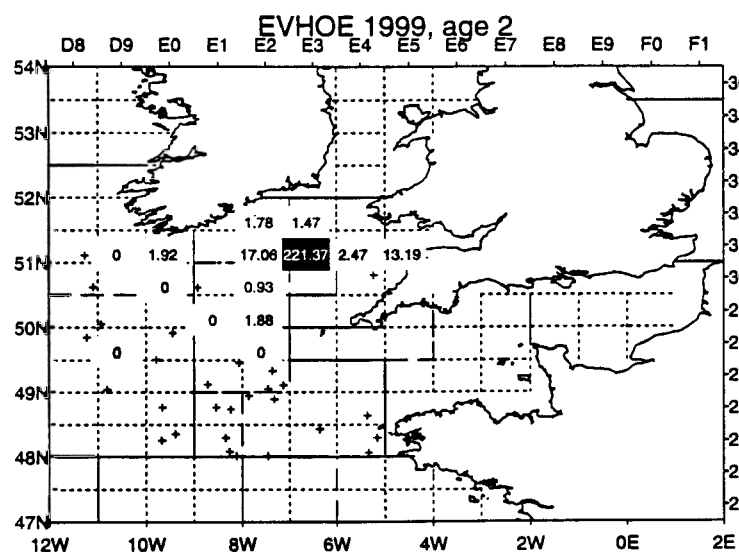 EVHOE 1999, age 2
D8 D9 E0 E1 E2 E3 E4 E5 E6 E7 E8 E9 F0 F1
54N
53N
52N
1.78 1.47
0 1.92 17.06 221.37 2.47 13.19
51N
0 0.93
0 1.88
50N
0 0
49N
48N
47N
12W 10W 8W 6W 4W 2W 0E 2E